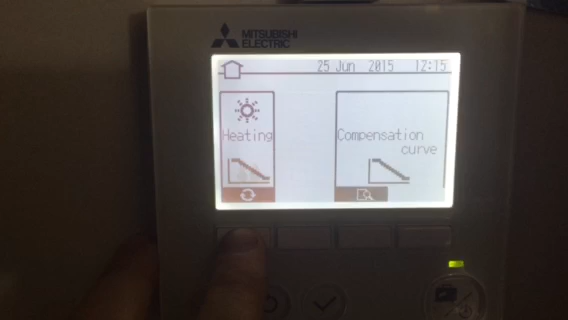 MITSUBISHI
ELECTRIC
25 Jun 2015 12:15
Heating
Compensation
curve